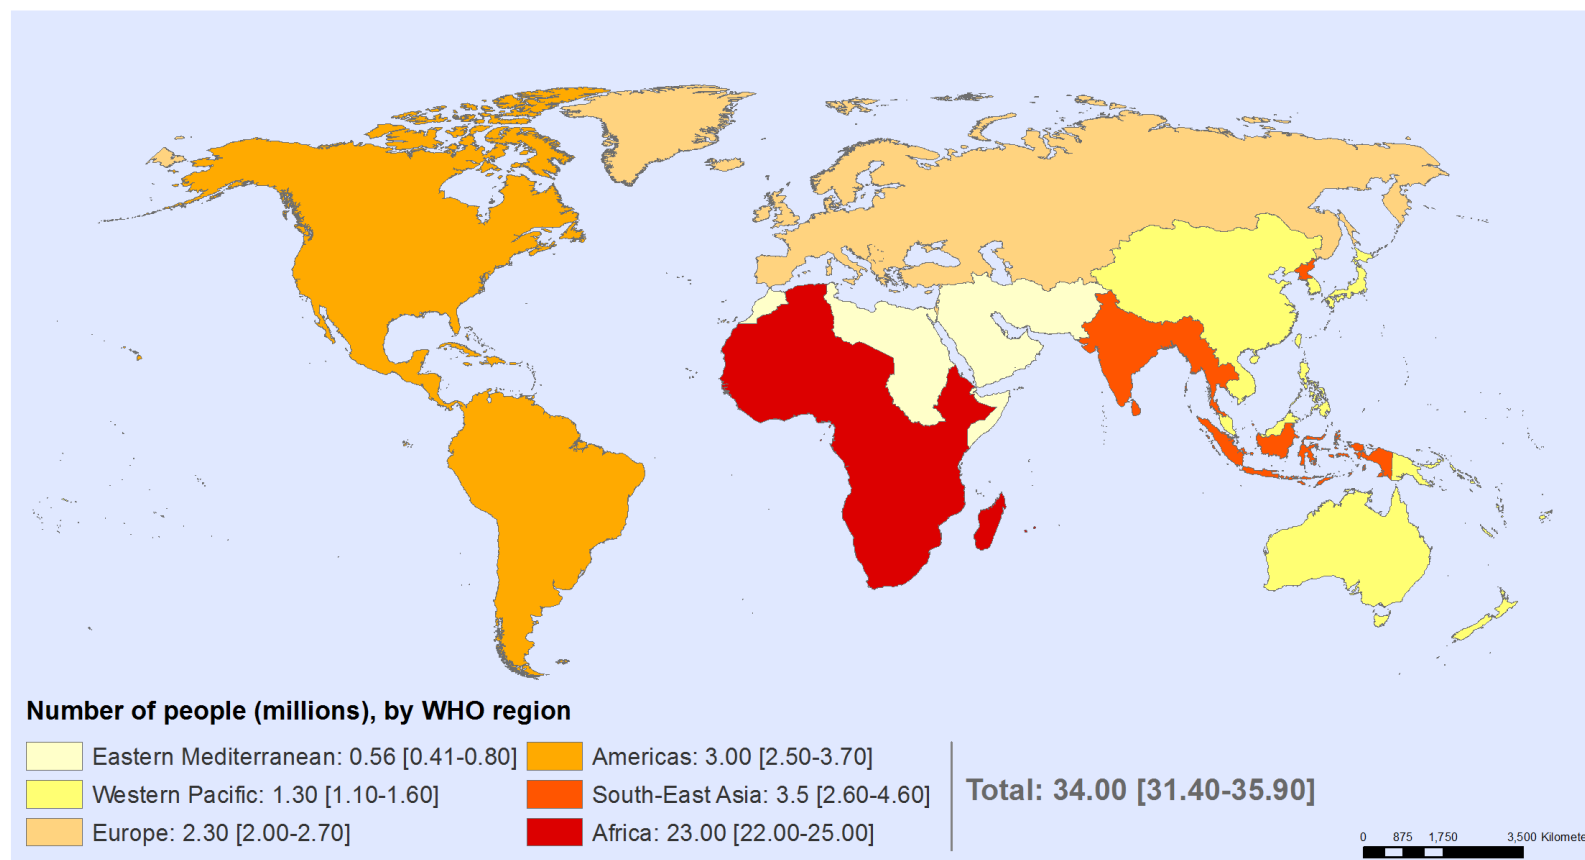 Number of people (millions), by WHO region
Eastern Mediterranean: 0.56 [0.41-0.80]
Western Pacific: 1.30 [1.10-1.60]
Europe: 2.30 [2.00-2.70]
Americas: 3.00 [2.50-3.70]
South-East Asia: 3.5 [2.60-4.60]
Africa: 23.00 [22.00-25.00]
Total: 34.00 [31.40-35.90]
0 875 1,750 3,500 Kilomete